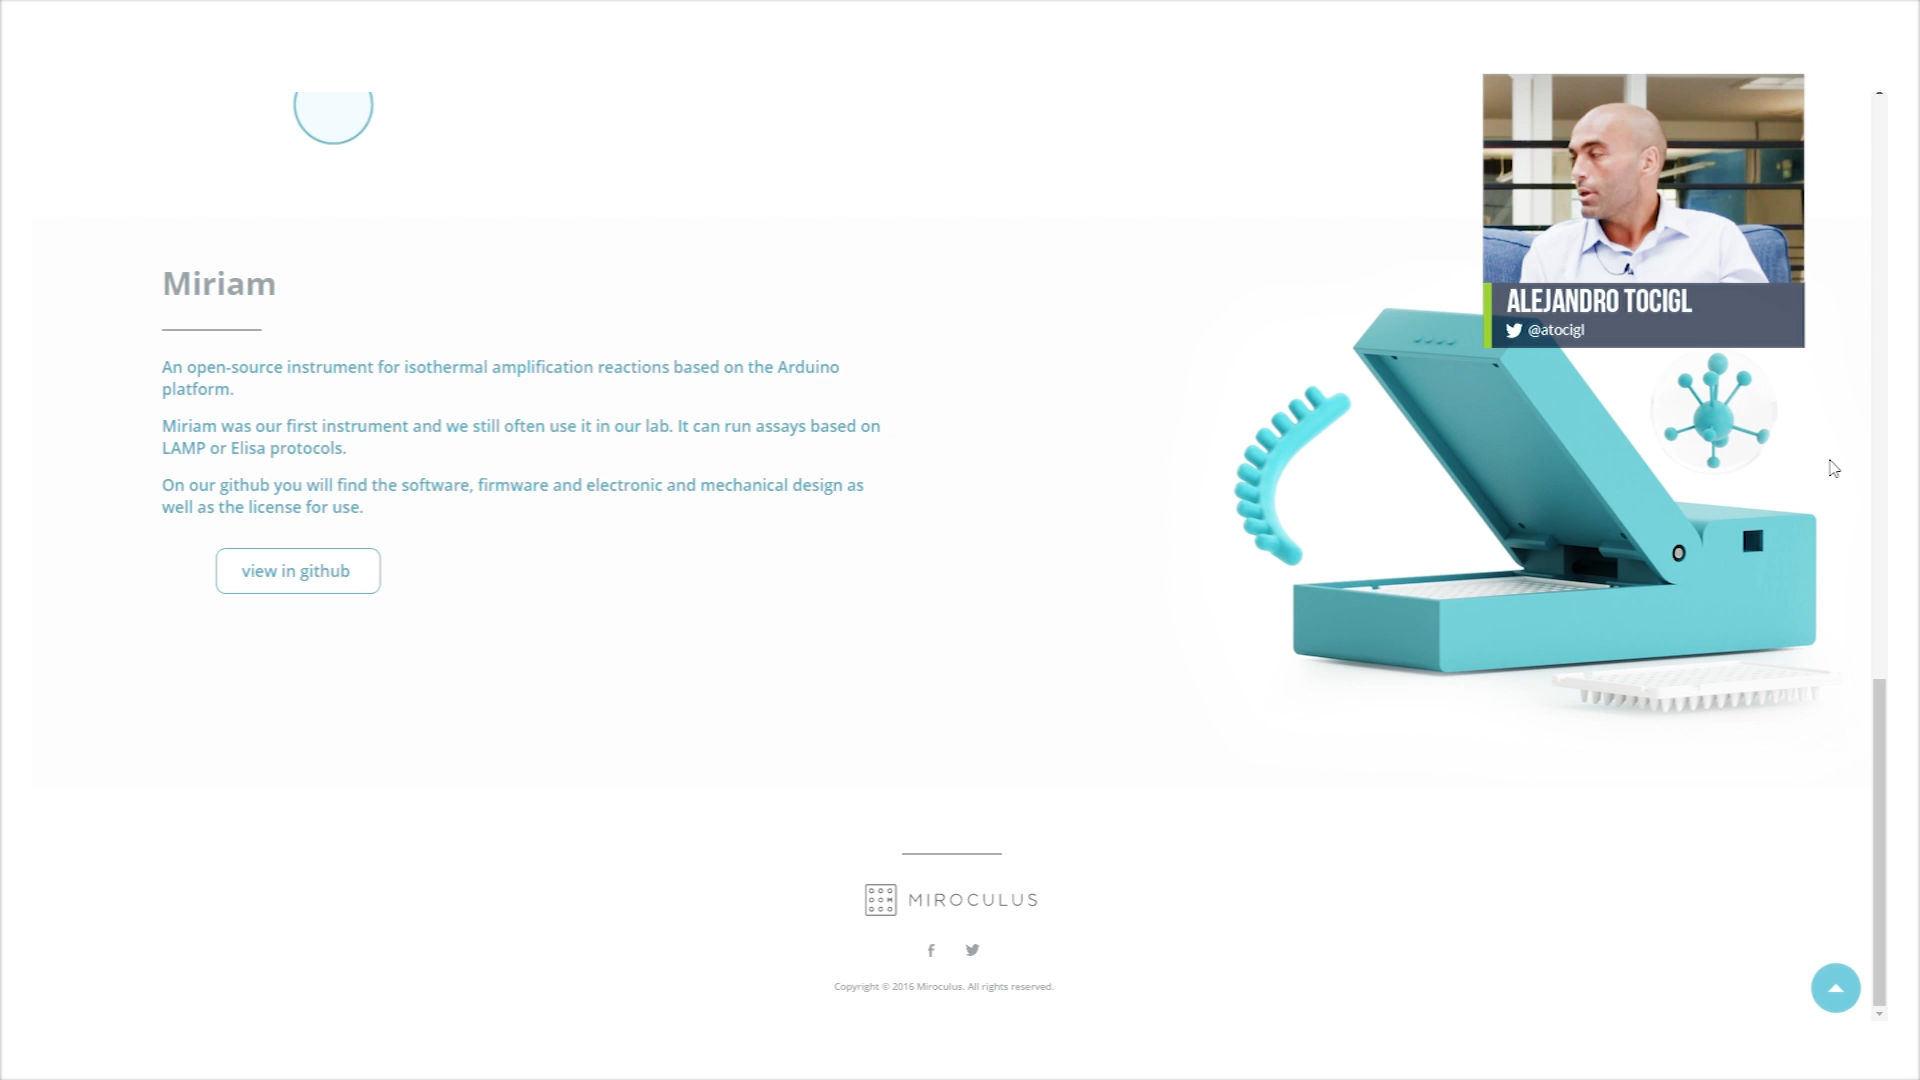 ALEJANDRO TOCIGL
@atocigl
Miriam
An open-source instrument for isothermal amplification reactions based on the Arduino
platform.
Miriam was our first instrument and we still often use it in our lab. It can run assays based on
LAMP or Elisa protocols.
On our github you will find the software, firmware and electronic and mechanical design as
well as the license for use.
view in github
MIROCULUS
Copyright © 2016 Miroculus. All rights reserved.